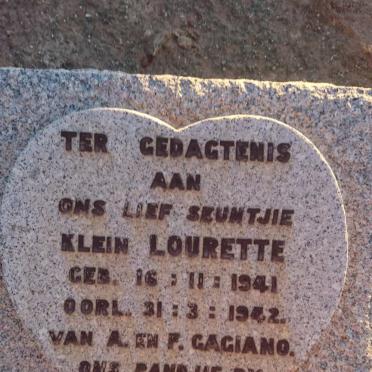 TER GEDAGTENIS
AAN
ONS LIEF SEUNTJIE
KLEIN LOURETTE
GEB. 16 : 11 : 1941
OORL. 31 : 3 : 1942.
VAN A. EN F. GAGIANO.
ONS